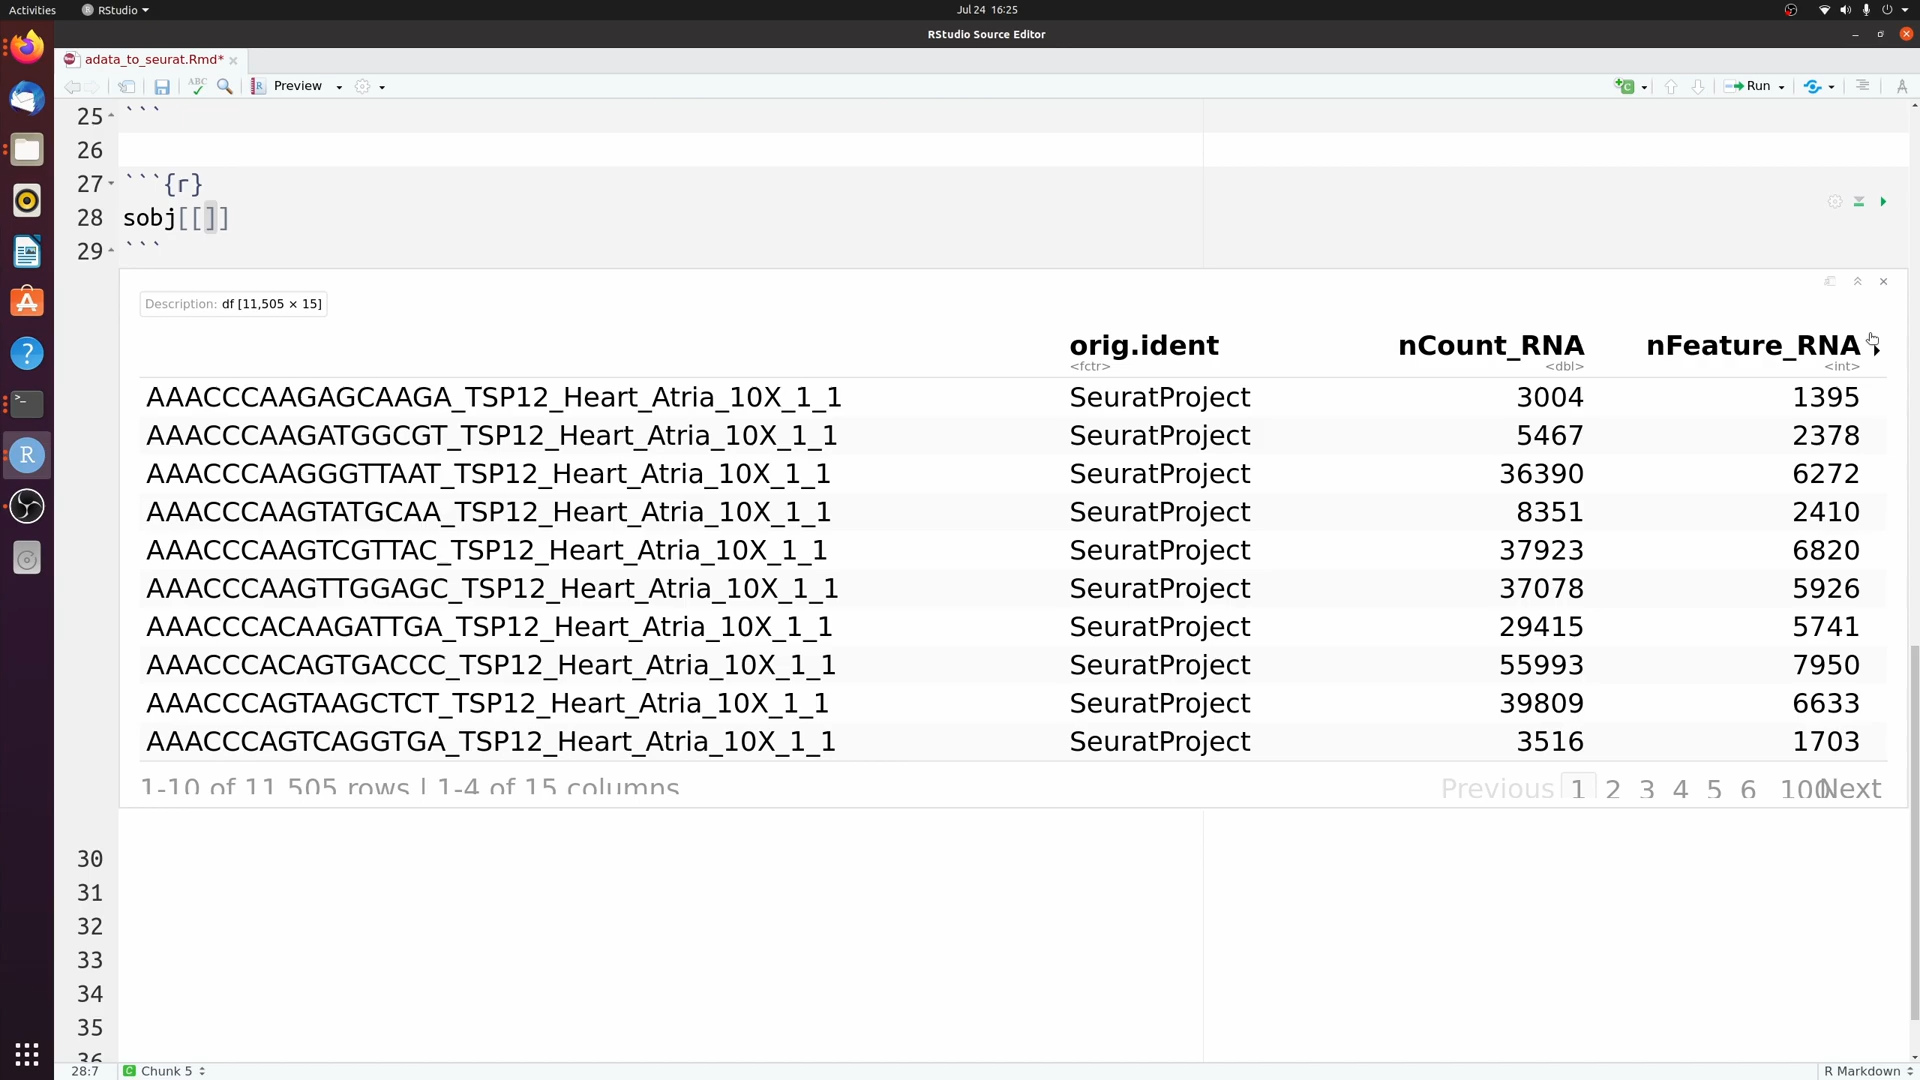 Activities RStudio Jul 24 16:25
RStudio Source Editor
adata_to_seurat.Rmd*
ABC Preview Run
25 ```
26
27 ```{r}
28 sobj[[]]
29 ```
Description: df [11,505 × 15]
orig.ident nCount_RNA nFeature_RNA
<fctr> <dbl> <int>
AAACCCAAGAGCAAGA_TSP12_Heart_Atria_10X_1_1 SeuratProject 3004 1395
AAACCCAAGATGGCGT_TSP12_Heart_Atria_10X_1_1 SeuratProject 5467 2378
AAACCCAAGGGTTAAT_TSP12_Heart_Atria_10X_1_1 SeuratProject 36390 6272
AAACCCAAGTATGCAA_TSP12_Heart_Atria_10X_1_1 SeuratProject 8351 2410
AAACCCAAGTCGTTAC_TSP12_Heart_Atria_10X_1_1 SeuratProject 37923 6820
AAACCCAAGTTGGAGC_TSP12_Heart_Atria_10X_1_1 SeuratProject 37078 5926
AAACCCACAAGATTGA_TSP12_Heart_Atria_10X_1_1 SeuratProject 29415 5741
AAACCCACAGTGACCC_TSP12_Heart_Atria_10X_1_1 SeuratProject 55993 7950
AAACCCAGTAAGCTCT_TSP12_Heart_Atria_10X_1_1 SeuratProject 39809 6633
AAACCCAGTCAGGTGA_TSP12_Heart_Atria_10X_1_1 SeuratProject 3516 1703
1-10 of 11,505 rows | 1-4 of 15 columns Previous 1 2 3 4 5 6 100 Next
30
31
32
33
34
35
36
28:7 C Chunk 5 R Markdown